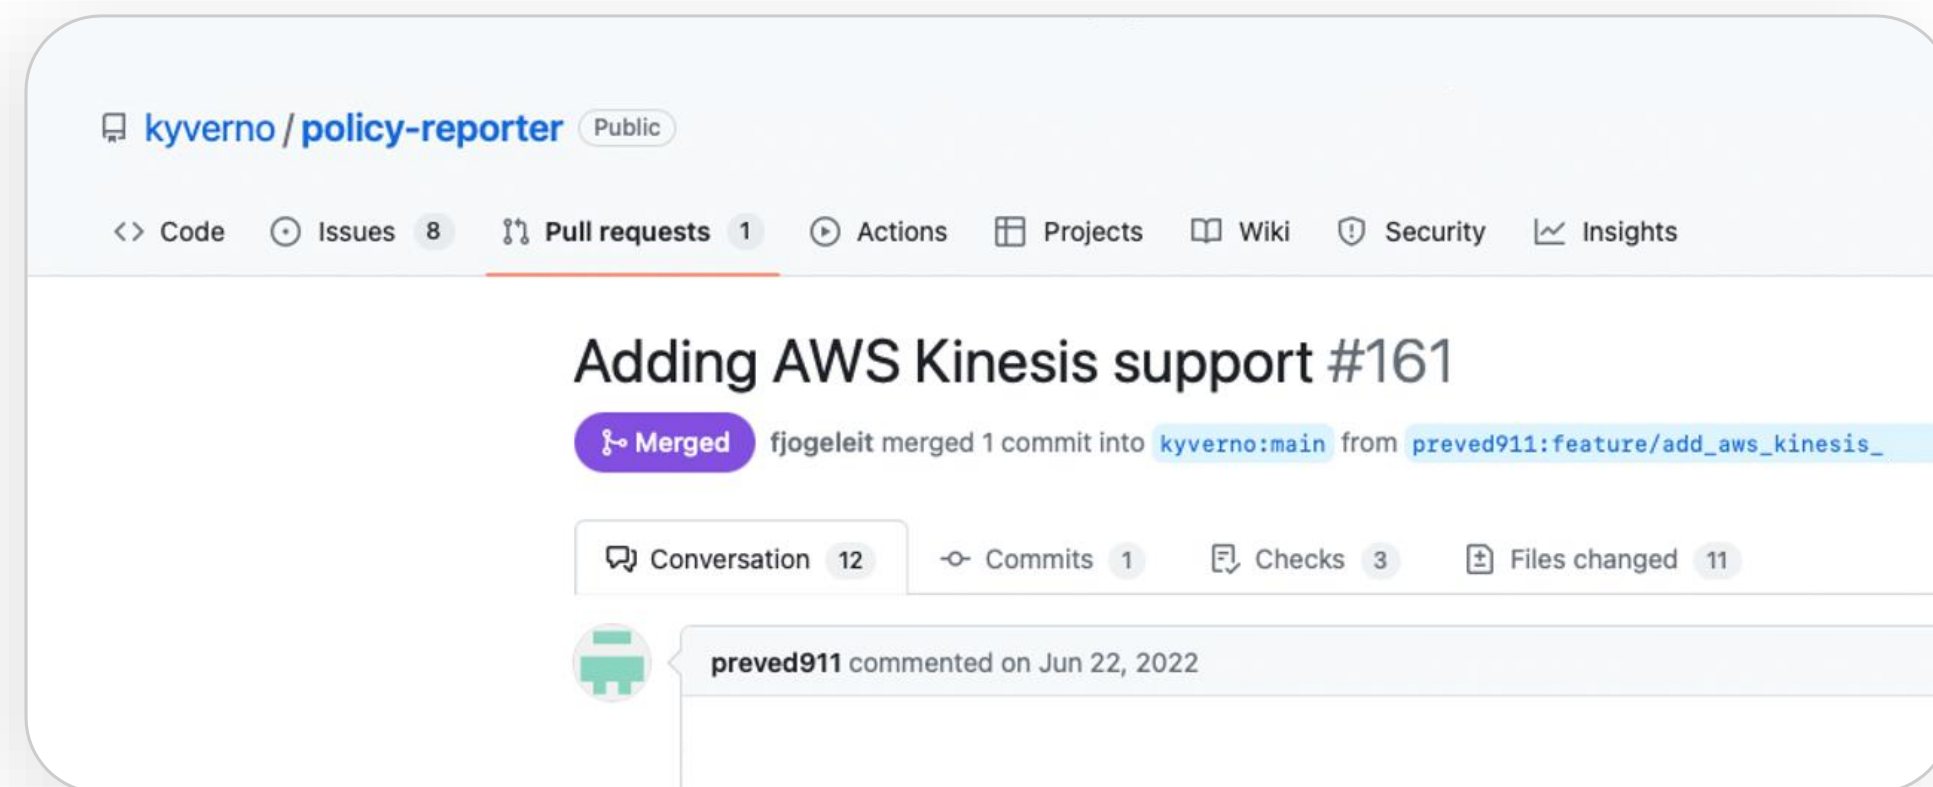 kyverno / policy-reporter Public
Code Issues 8 Pull requests 1 Actions Projects Wiki Security Insights
Adding AWS Kinesis support #161
Merged fjogeleit merged 1 commit into kyverno:main from preved911:feature/add_aws_kinesis_
Conversation 12 Commits 1 Checks 3 Files changed 11
preved911 commented on Jun 22, 2022